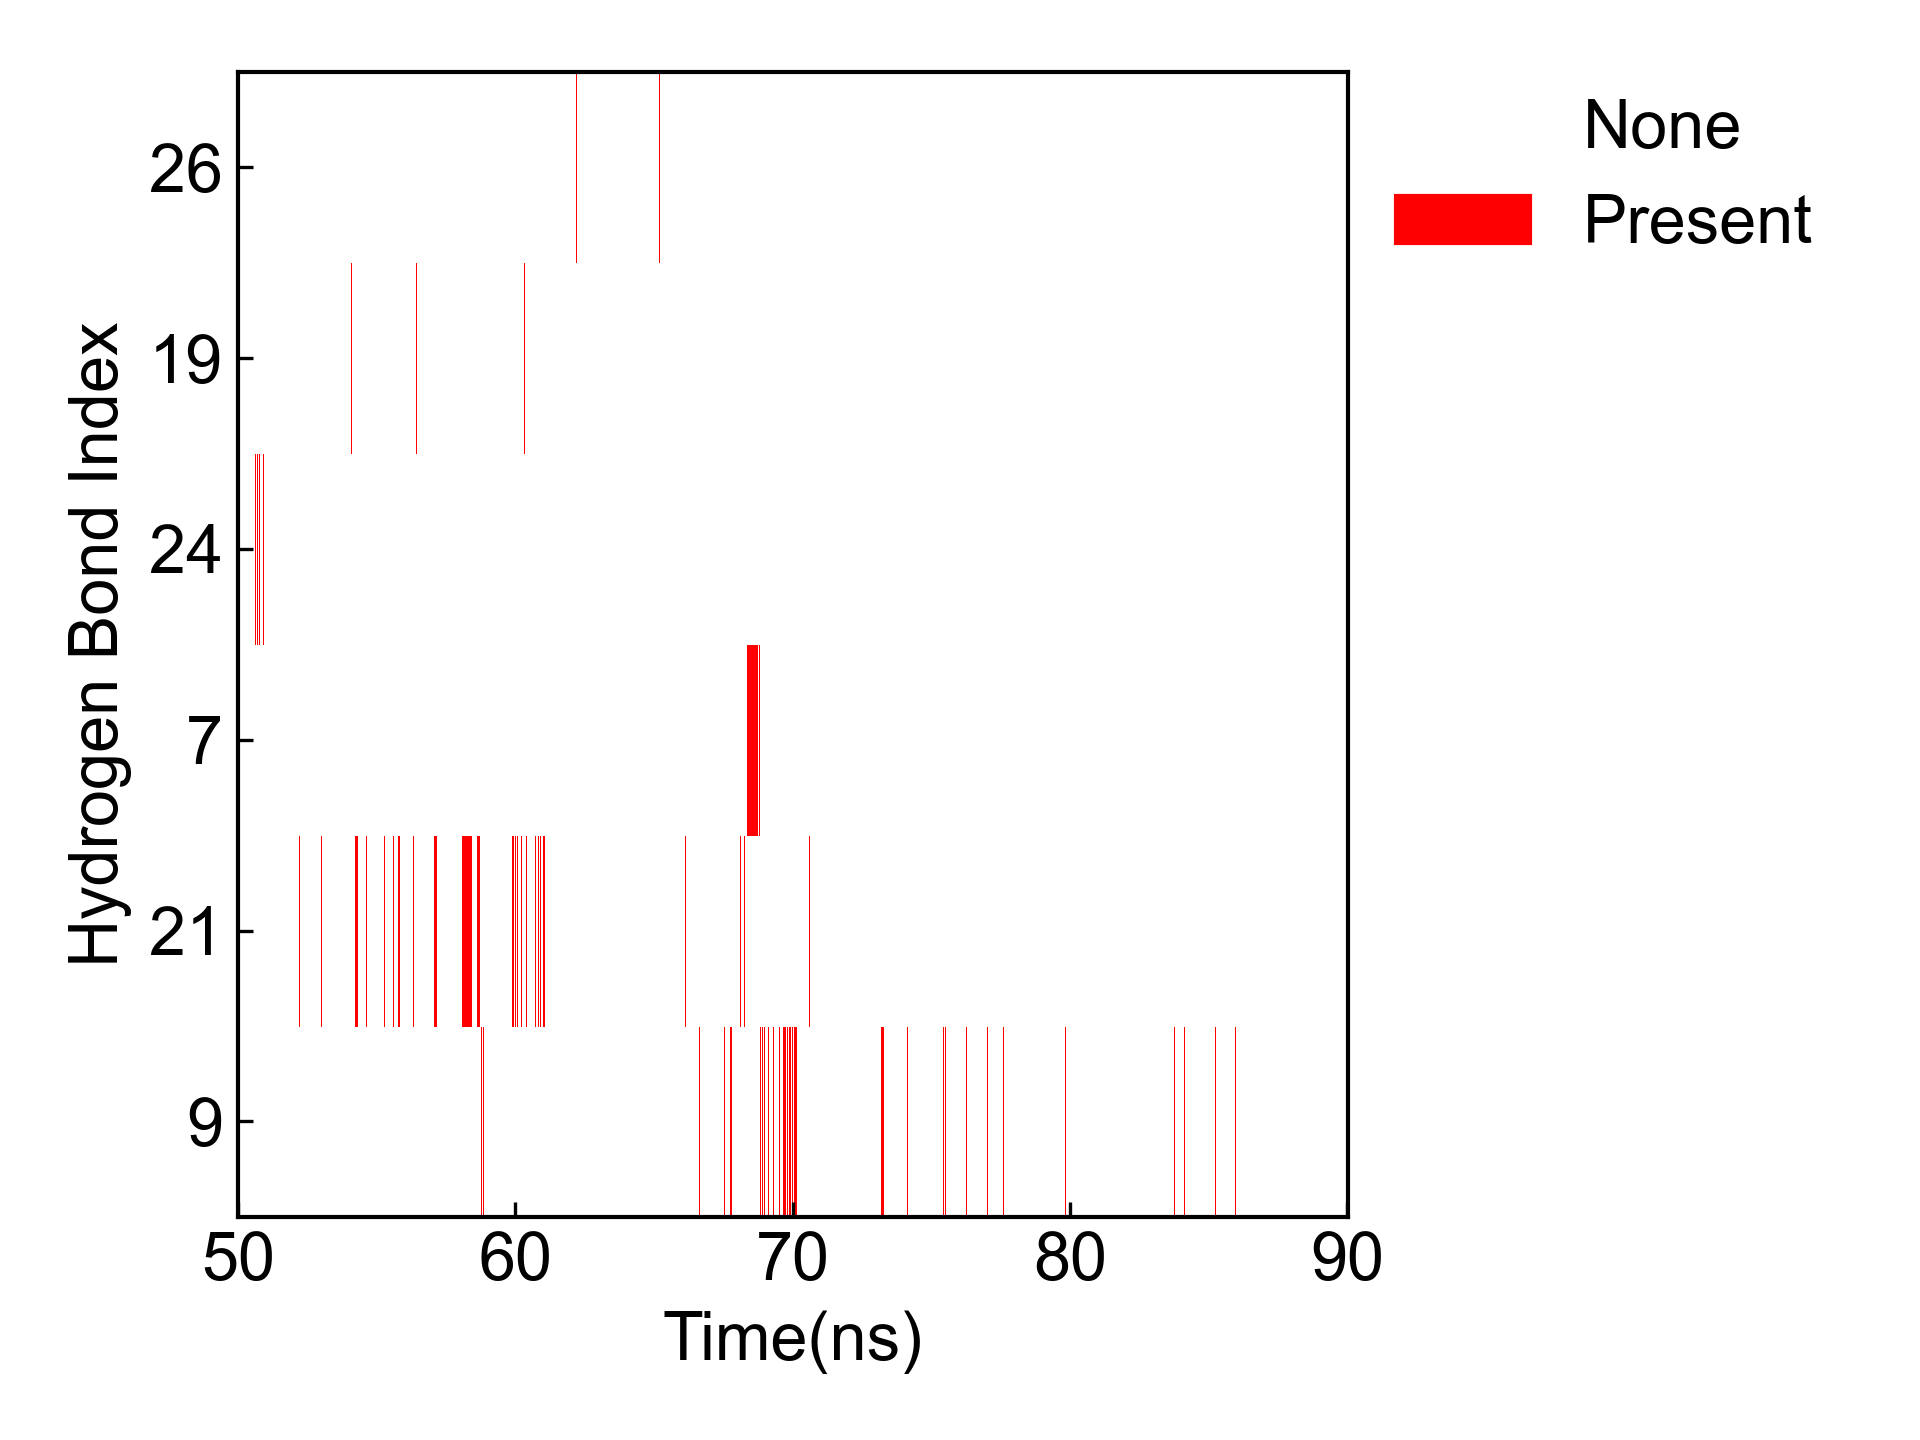 None
Present
Hydrogen Bond Index
26
19
24
7
21
9
50 60 70 80 90
Time(ns)